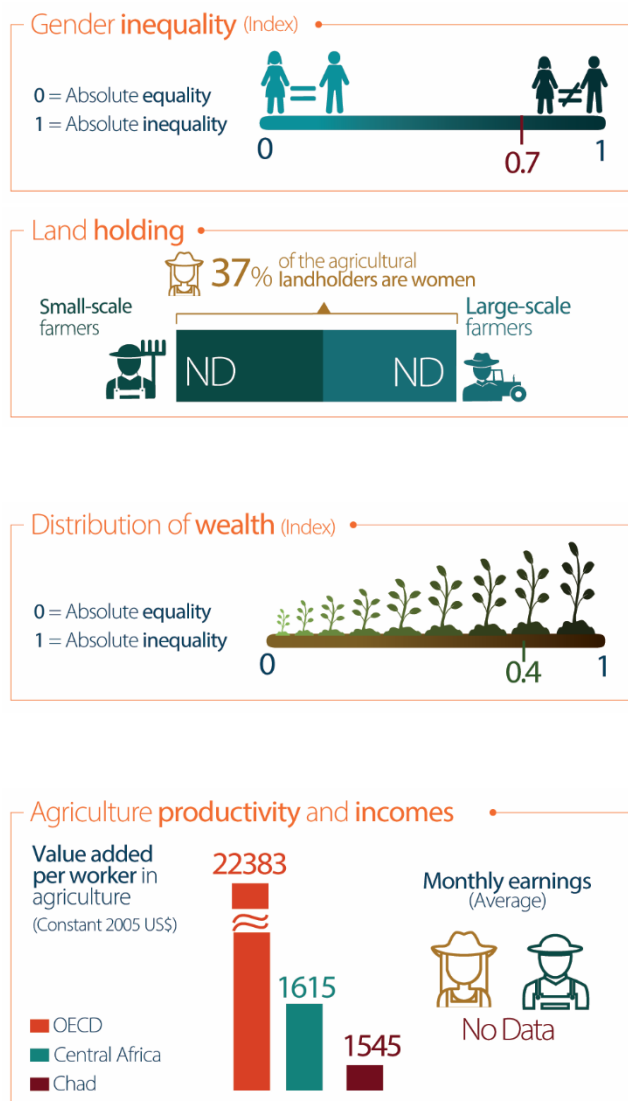 Gender inequality (Index)
0 = Absolute equality
1 = Absolute inequality
0
0.7
1
Land holding
37% of the agricultural
landholders are women
Small-scale
farmers
Large-scale
farmers
ND
ND
Distribution of wealth (Index)
0 = Absolute equality
1 = Absolute inequality
0
0.4
1
Agriculture productivity and incomes
Value added
per worker in
agriculture
(Constant 2005 US$)
22383
1615
1545
OECD
Central Africa
Chad
Monthly earnings
(Average)
No Data